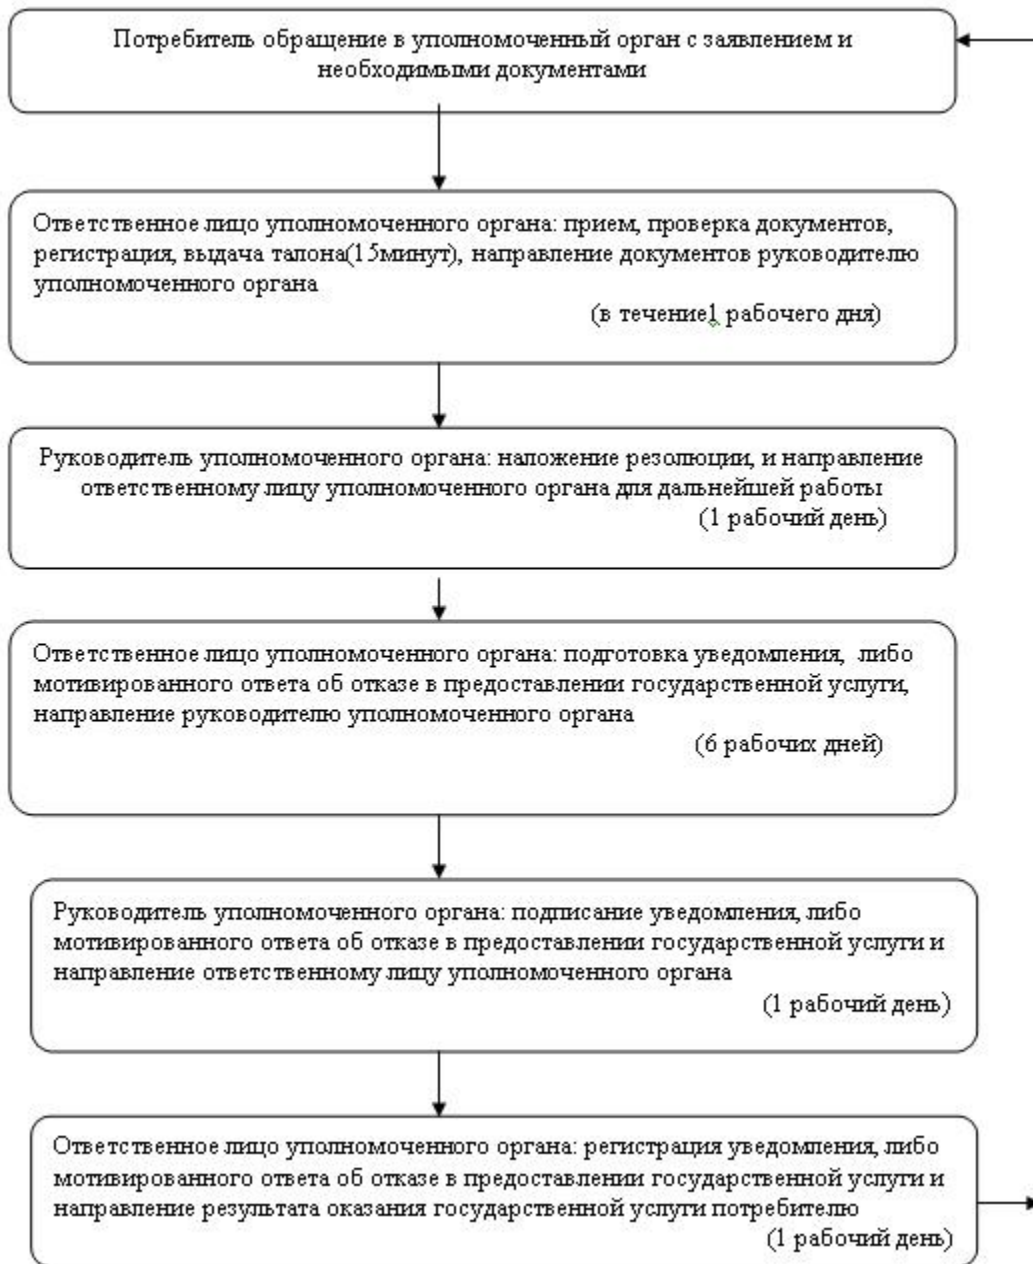 Потребитель обращение в уполномоченный орган с заявлением и
необходимыми документами
Ответственное лицо уполномоченного органа: прием, проверка документов,
регистрация, выдача талона(15минут), направление документов руководителю
уполномоченного органа
(в течение1 рабочего дня)
Руководитель уполномоченного органа: наложение резолюции, и направление
ответственному лицу уполномоченного органа для дальнейшей работы
(1 рабочий день)
Ответственное лицо уполномоченного органа: подготовка уведомления, либо
мотивированного ответа об отказе в предоставлении государственной услуги,
направление руководителю уполномоченного органа
(6 рабочих дней)
Руководитель уполномоченного органа: подписание уведомления, либо
мотивированного ответа об отказе в предоставлении государственной услуги и
направление ответственному лицу уполномоченного органа
(1 рабочий день)
Ответственное лицо уполномоченного органа: регистрация уведомления, либо
мотивированного ответа об отказе в предоставлении государственной услуги и
направление результата оказания государственной услуги потребителю
(1 рабочий день)